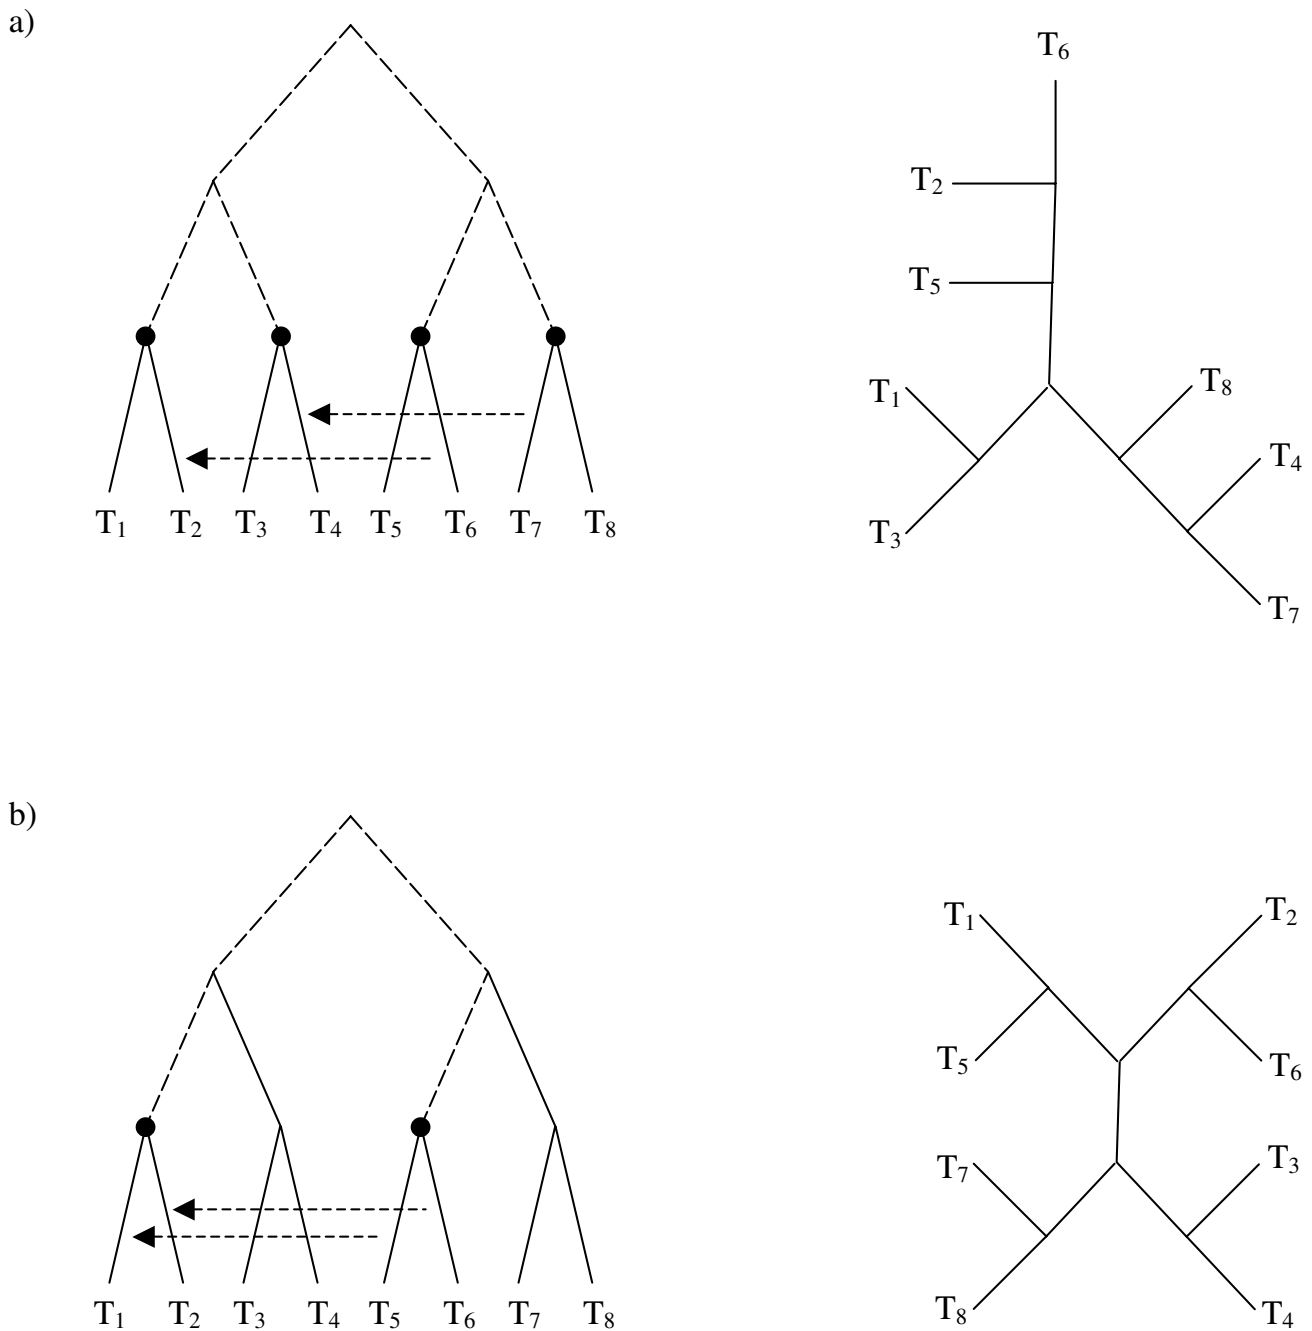 a)
T₆
T₂
T₅
T₁ T₈
T₄
T₃
T₁ T₂ T₃ T₄ T₅ T₆ T₇ T₈
T₇
b)
T₁ T₂
T₅ T₆
T₇ T₃
T₈ T₄
T₁ T₂ T₃ T₄ T₅ T₆ T₇ T₈